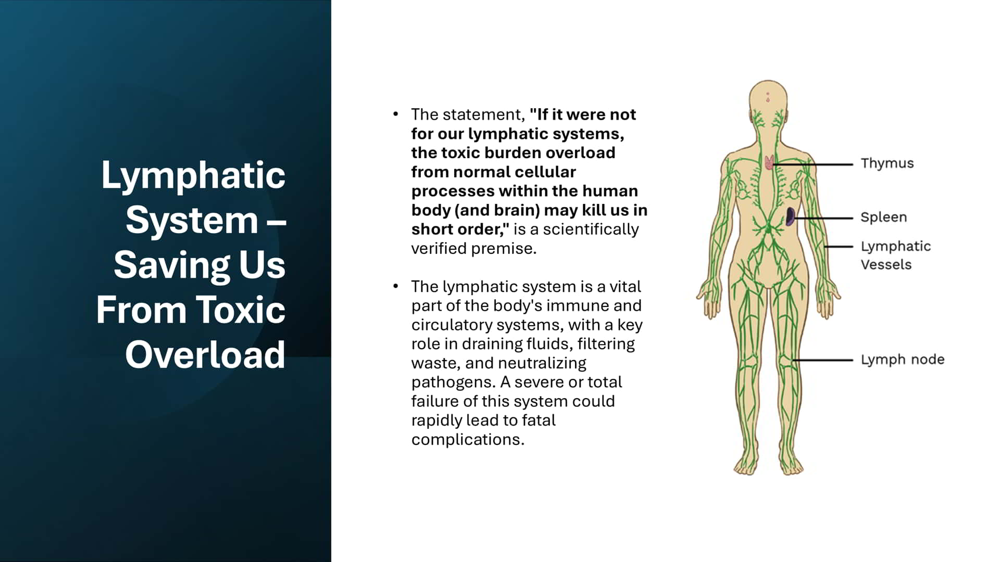 Lymphatic
System –
Saving Us
From Toxic
Overload
• The statement, "If it were not
for our lymphatic systems,
the toxic burden overload
from normal cellular
processes within the human
body (and brain) may kill us in
short order," is a scientifically
verified premise.
• The lymphatic system is a vital
part of the body's immune and
circulatory systems, with a key
role in draining fluids, filtering
waste, and neutralizing
pathogens. A severe or total
failure of this system could
rapidly lead to fatal
complications.
Thymus
Spleen
Lymphatic
Vessels
Lymph node